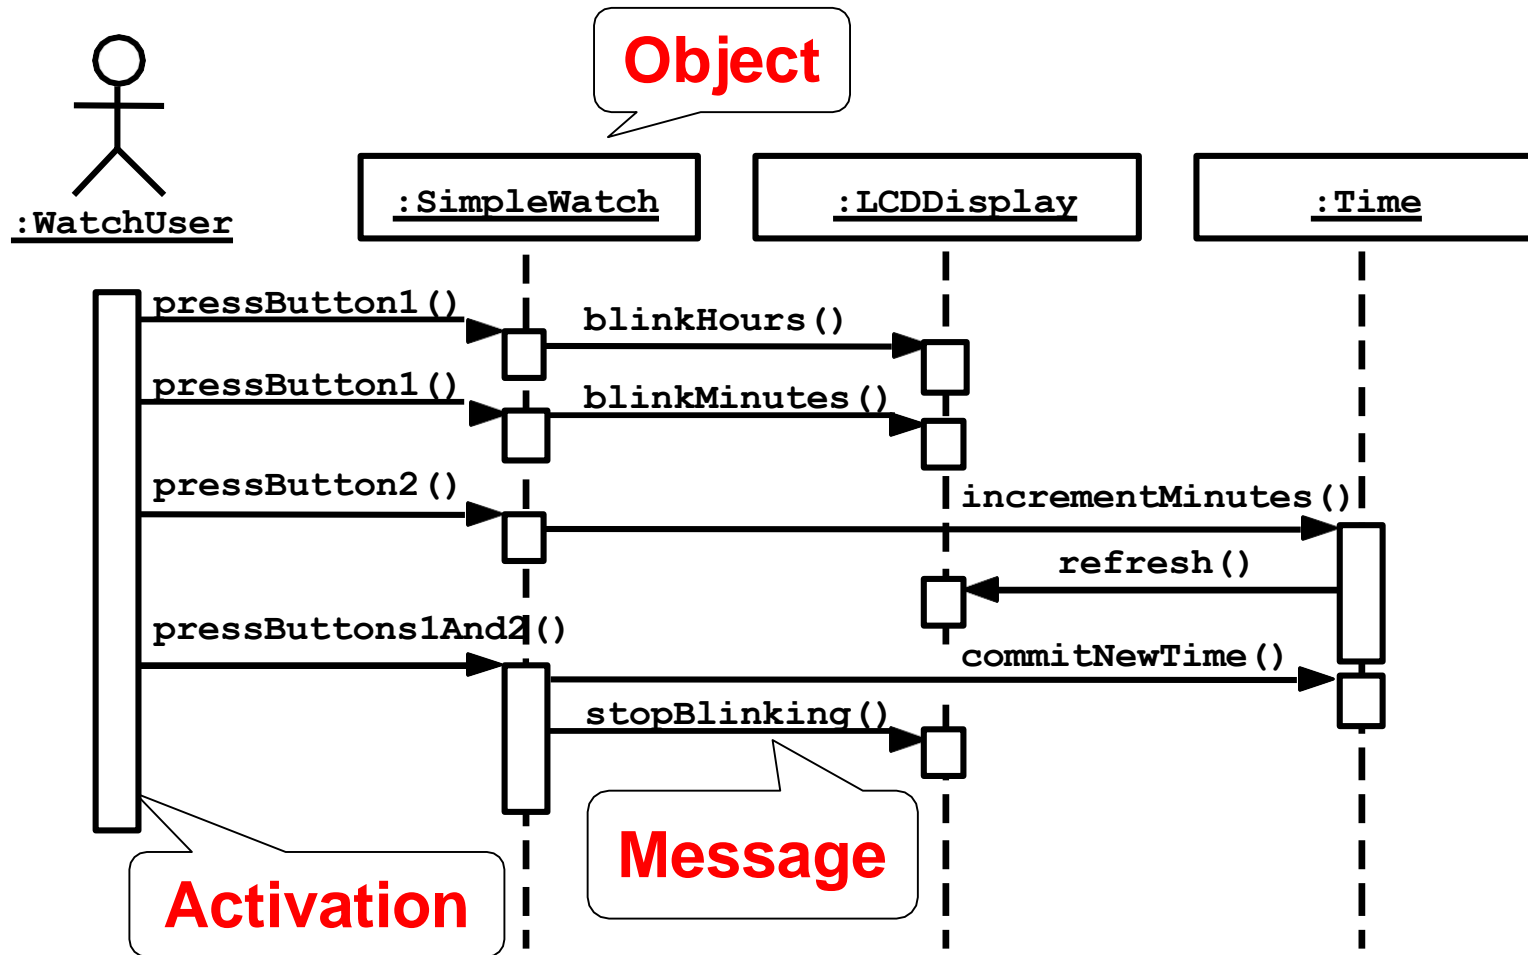 Object
:WatchUser
:SimpleWatch
:LCDDisplay
:Time
pressButton1()
blinkHours()
pressButton1()
blinkMinutes()
pressButton2()
incrementMinutes()
refresh()
pressButtons1And2()
commitNewTime()
stopBlinking()
Message
Activation